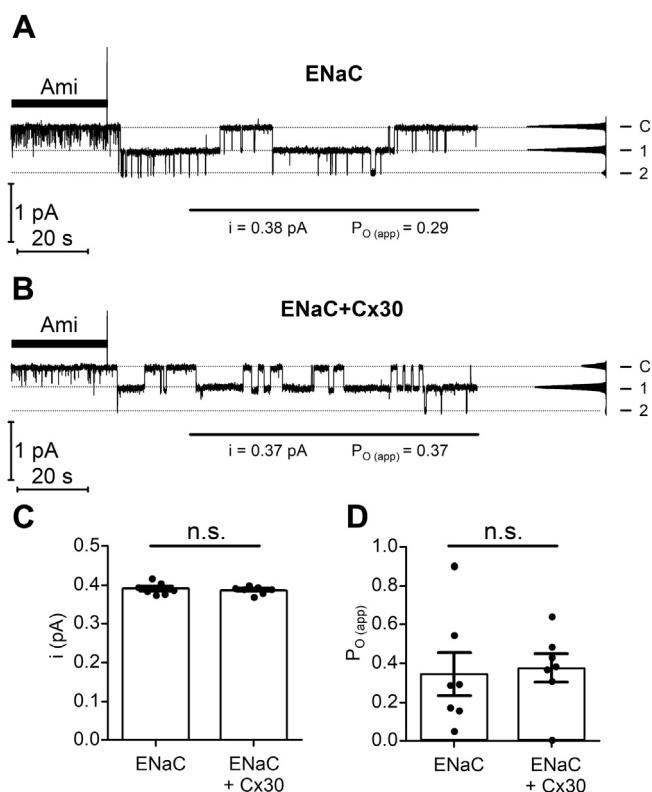 A
ENaC
Ami
C
1
2
1 pA
20 s
i = 0.38 pA P O (app) = 0.29
B
ENaC+Cx30
Ami
C
1
2
1 pA
20 s
i = 0.37 pA P O (app) = 0.37
C
n.s.
0.5
0.4
0.3
0.2
0.1
0.0
i (pA)
ENaC
ENaC
+ Cx30
D
n.s.
1.0
0.8
0.6
0.4
0.2
0.0
P O (app)
ENaC
ENaC
+ Cx30